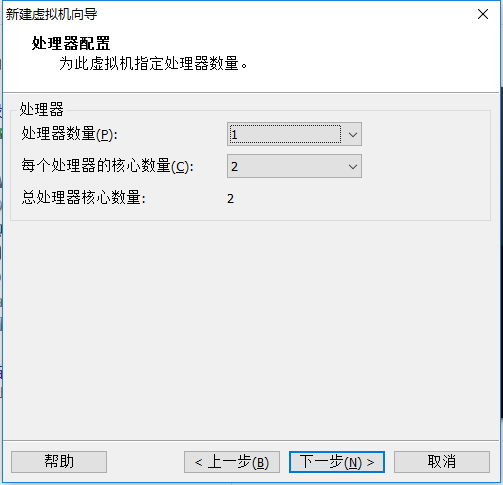 新建虚拟机向导
处理器配置
为此虚拟机指定处理器数量。
处理器
处理器数量(P): 1
每个处理器的核心数量(C): 2
总处理器核心数量: 2
帮助 < 上一步(B) 下一步(N) > 取消